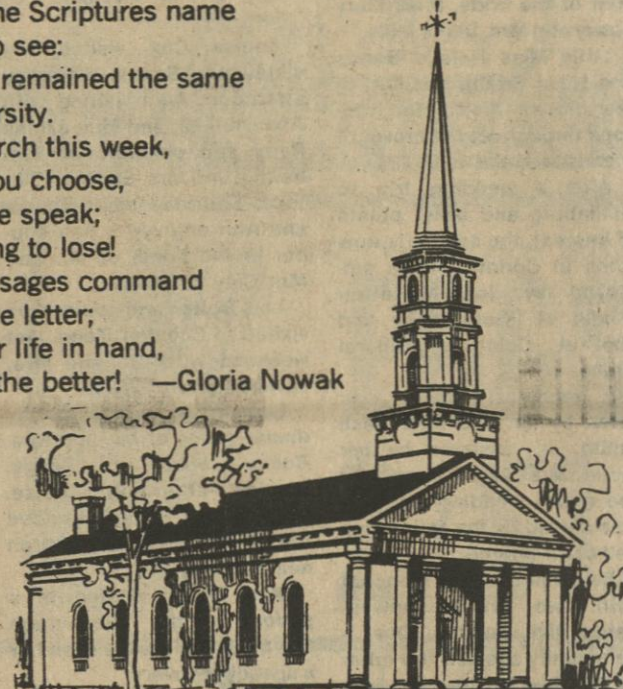 he Scriptures name
o see:
remained the same
rsity.
rch this week,
ou choose,
e speak;
ng to lose!
sages command
e letter;
r life in hand,
the better! —Gloria Nowak